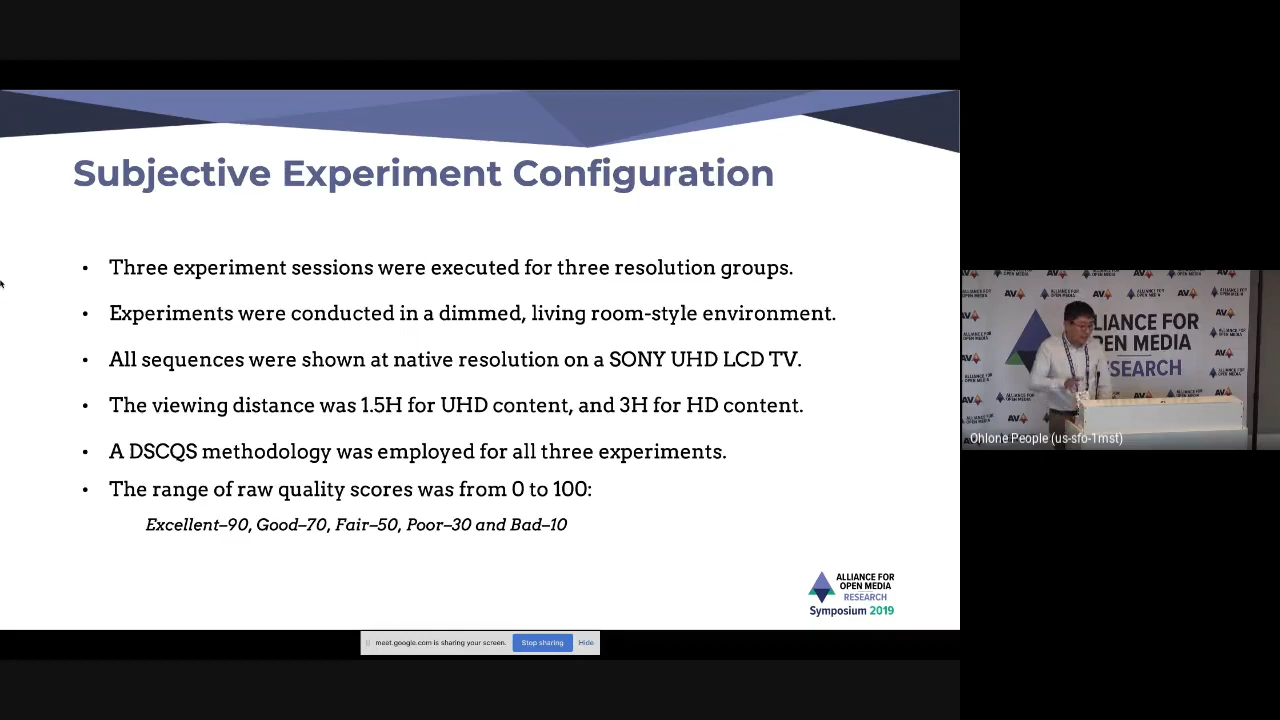 Subjective Experiment Configuration
• Three experiment sessions were executed for three resolution groups.
• Experiments were conducted in a dimmed, living room-style environment.
• All sequences were shown at native resolution on a SONY UHD LCD TV.
• The viewing distance was 1.5H for UHD content, and 3H for HD content.
• A DSCQS methodology was employed for all three experiments.
• The range of raw quality scores was from 0 to 100:
Excellent–90, Good–70, Fair–50, Poor–30 and Bad–10
ALLIANCE FOR
OPEN MEDIA
RESEARCH
Symposium 2019
meet.google.com is sharing your screen.
Stop sharing
Hide
LLIANCE FOR
PEN MEDIA
ESEARCH
Ohlone People (us-sfo-1mst)